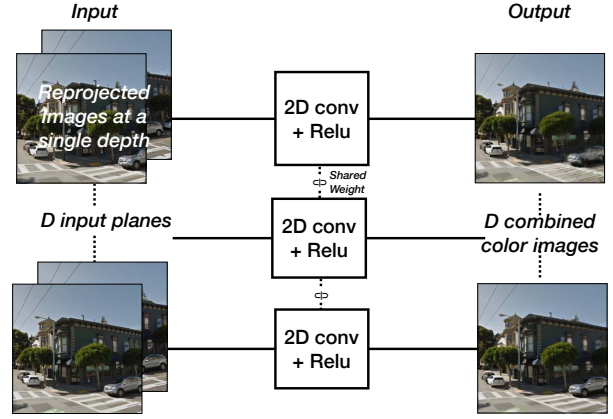 Input
Output
Reprojected
Images at a
single depth
2D conv
+ Relu
Shared
Weight
D input planes
2D conv
+ Relu
D combined
color images
2D conv
+ Relu